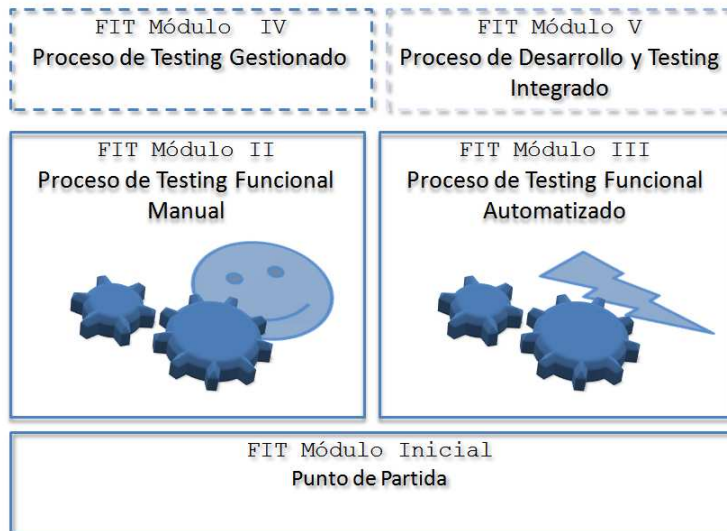 FIT Módulo IV
Proceso de Testing Gestionado
FIT Módulo V
Proceso de Desarrollo y Testing
Integrado
FIT Módulo II
Proceso de Testing Funcional
Manual
FIT Módulo III
Proceso de Testing Funcional
Automatizado
FIT Módulo Inicial
Punto de Partida